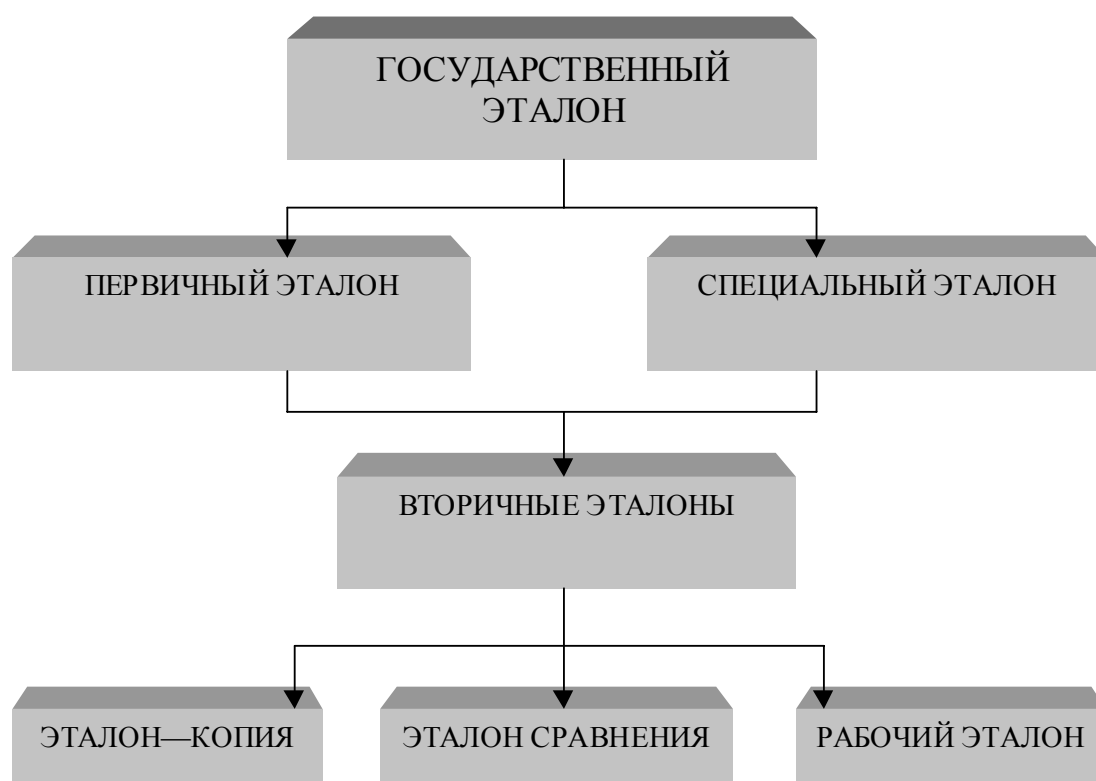 ГОСУДАРСТВЕННЫЙ
ЭТАЛОН
ПЕРВИЧНЫЙ ЭТАЛОН
СПЕЦИАЛЬНЫЙ ЭТАЛОН
ВТОРИЧНЫЕ ЭТАЛОНЫ
ЭТАЛОН—КОПИЯ
ЭТАЛОН СРАВНЕНИЯ
РАБОЧИЙ ЭТАЛОН